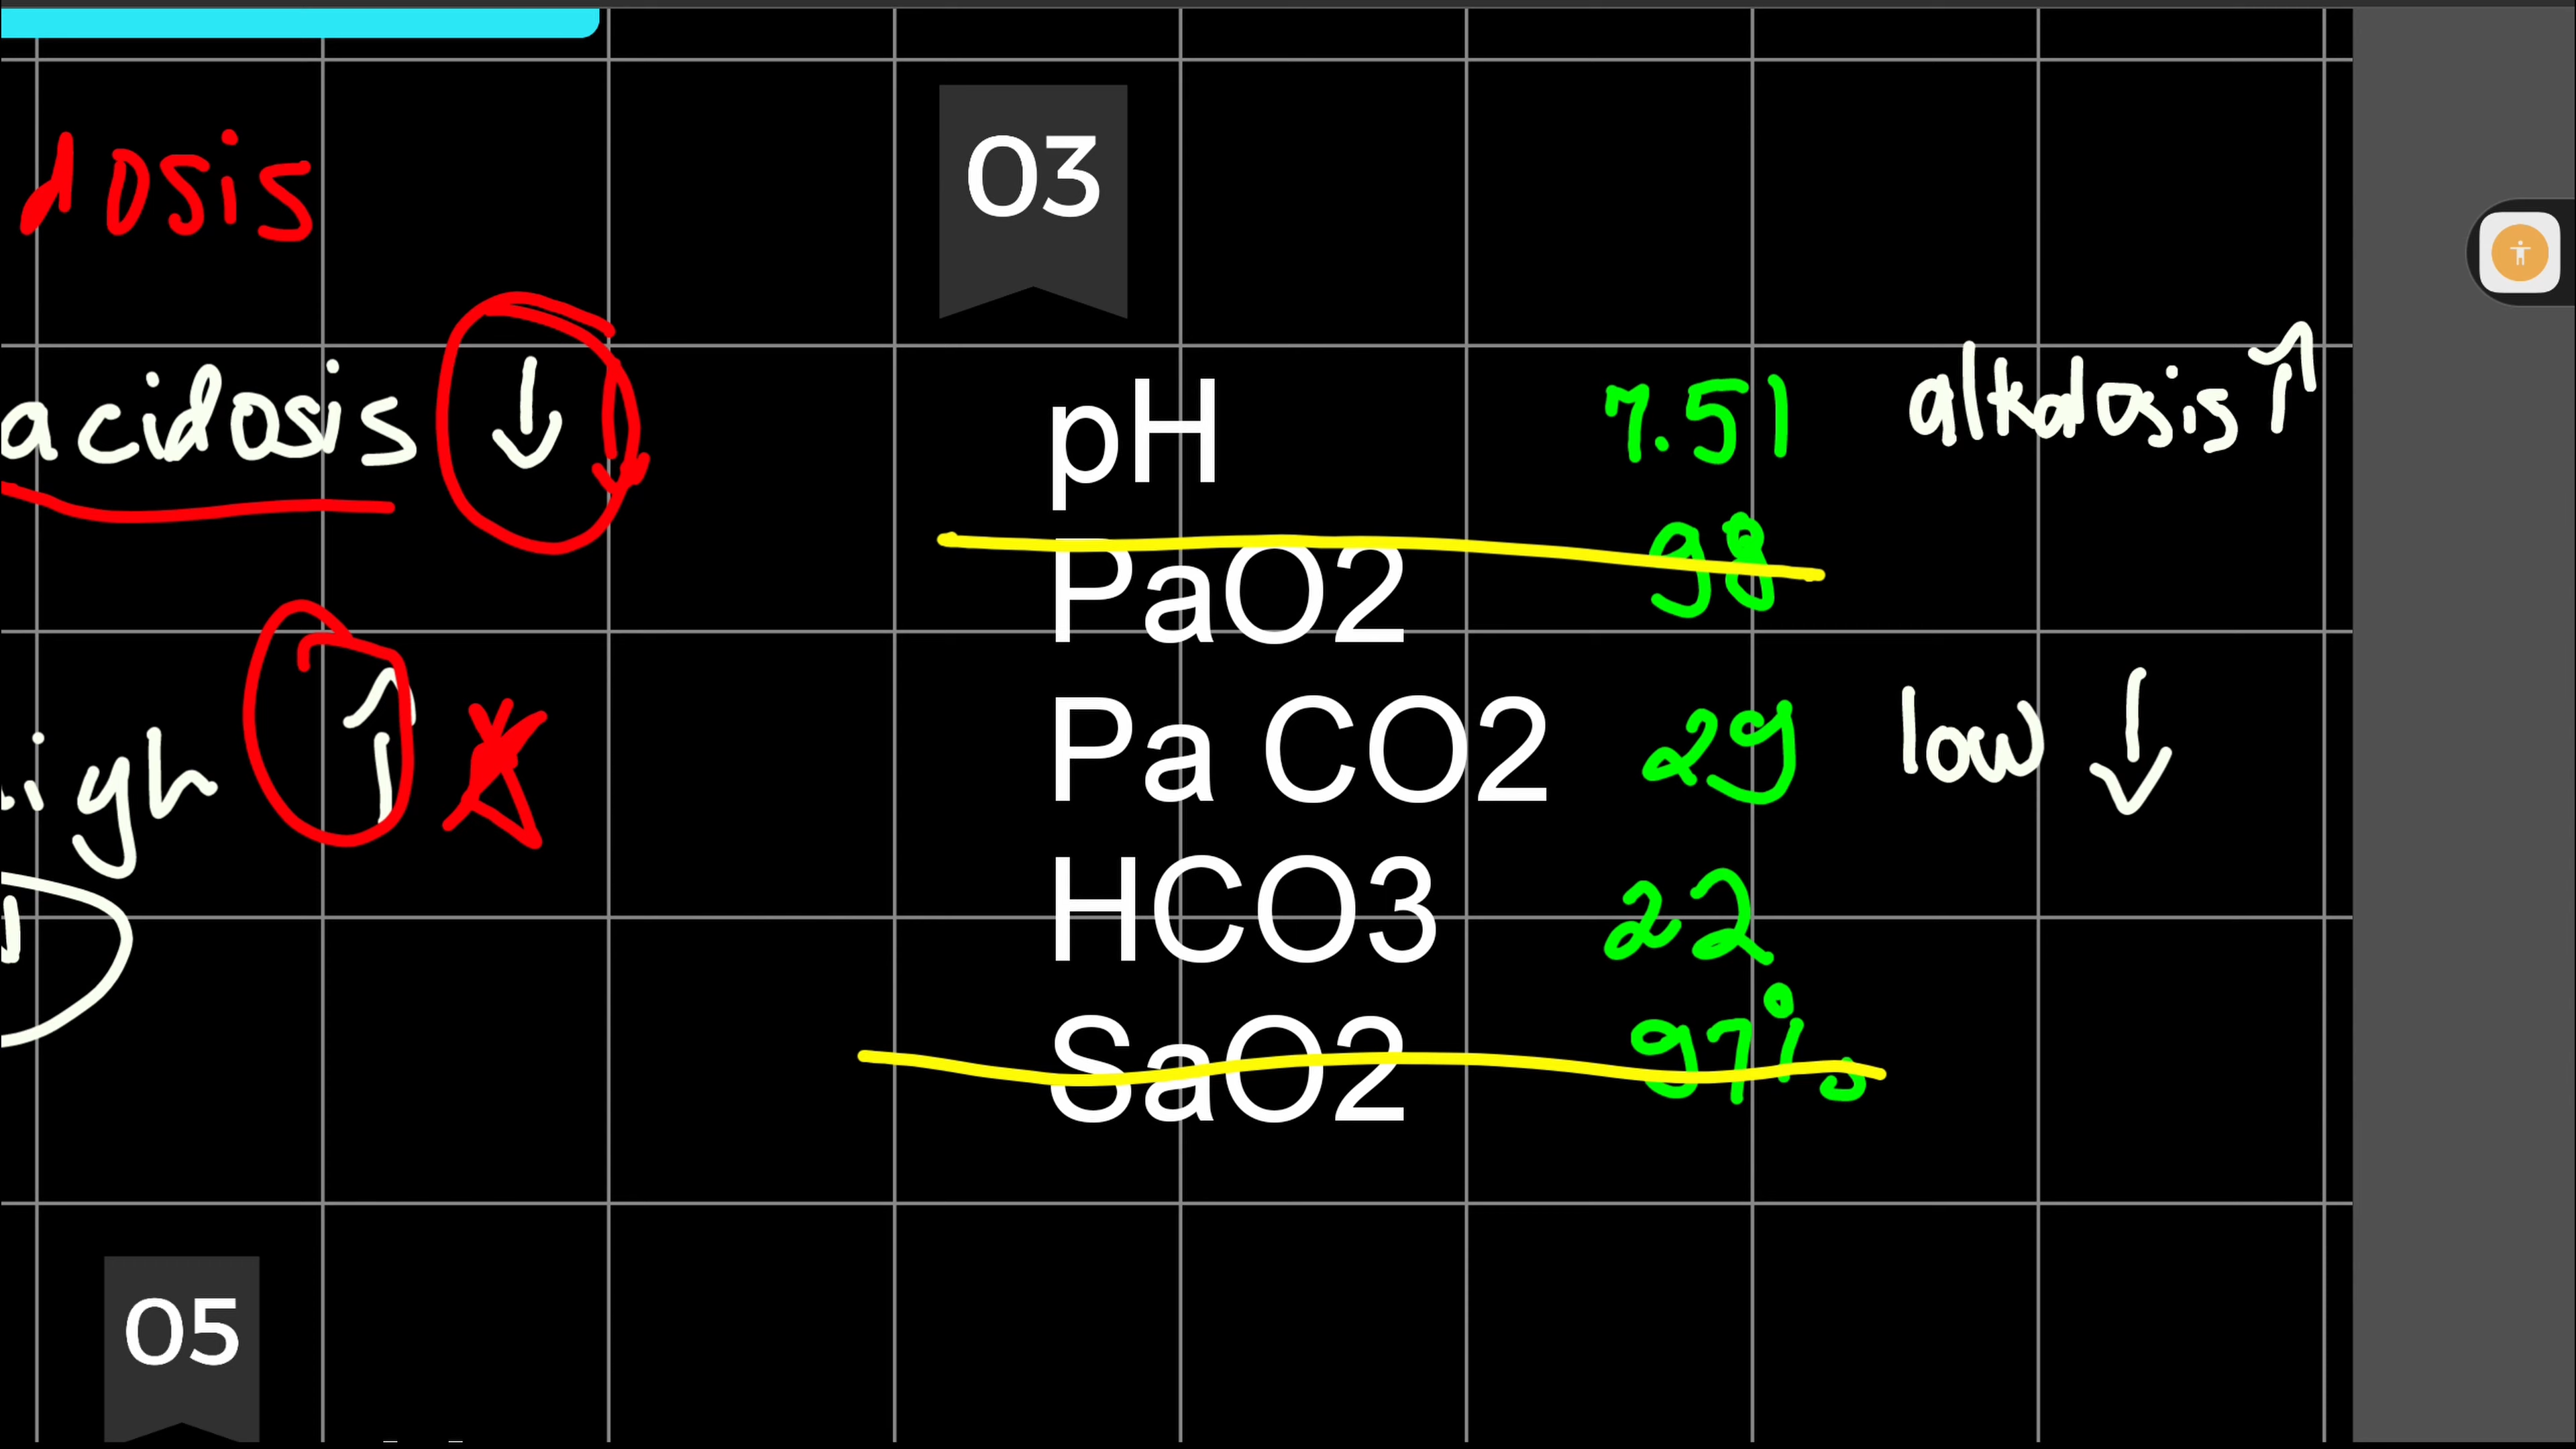 dosis
acidosis ↓
igh ↑
03
pH 7.51 alkalosis ↑
PaO2 98
Pa CO2 29 low ↓
HCO3 22
SaO2 97%
05